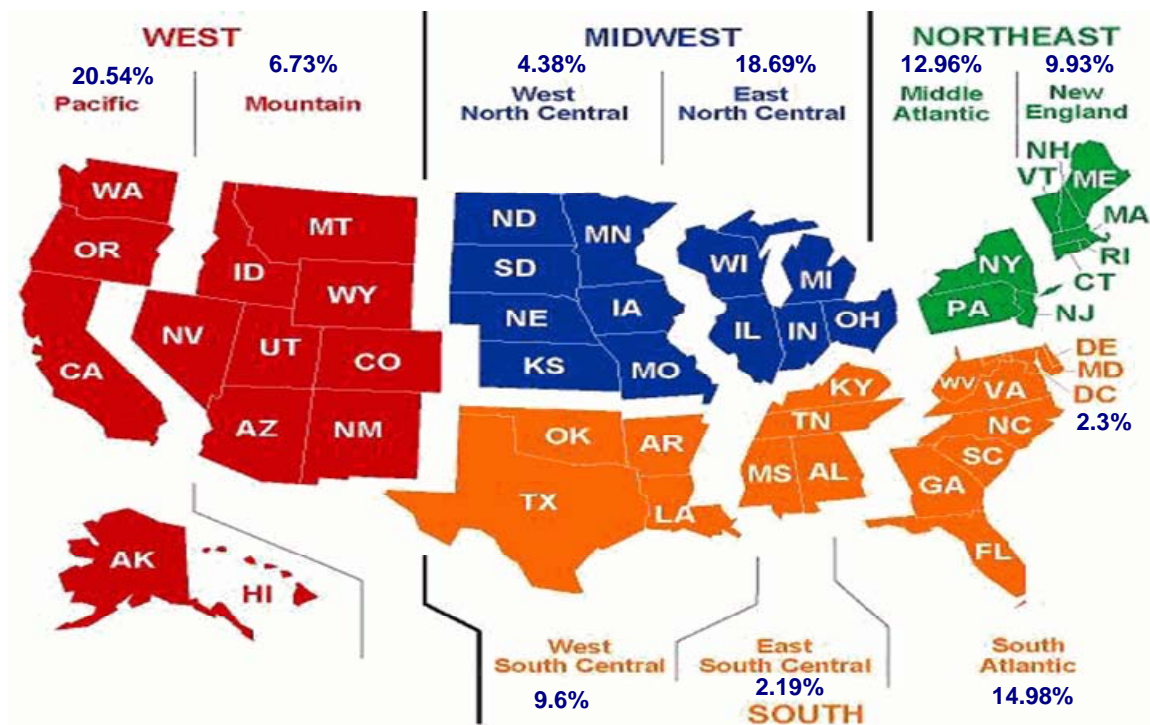 WEST
MIDWEST
NORTHEAST
20.54%
6.73%
4.38%
18.69%
12.96%
9.93%
Pacific
Mountain
West
North Central
East
North Central
Middle
Atlantic
New
England
WA
OR
CA
MT
ID
WY
NV
UT
CO
AZ
NM
AK
HI
ND
SD
NE
KS
MN
IA
MO
WI
MI
IL
IN
OH
NH
VT
ME
MA
RI
CT
NY
PA
NJ
OK
TX
AR
LA
KY
TN
MS
AL
DE
MD
DC
2.3%
WV
VA
NC
SC
GA
FL
West
South Central
9.6%
East
South Central
2.19%
South
Atlantic
14.98%
SOUTH